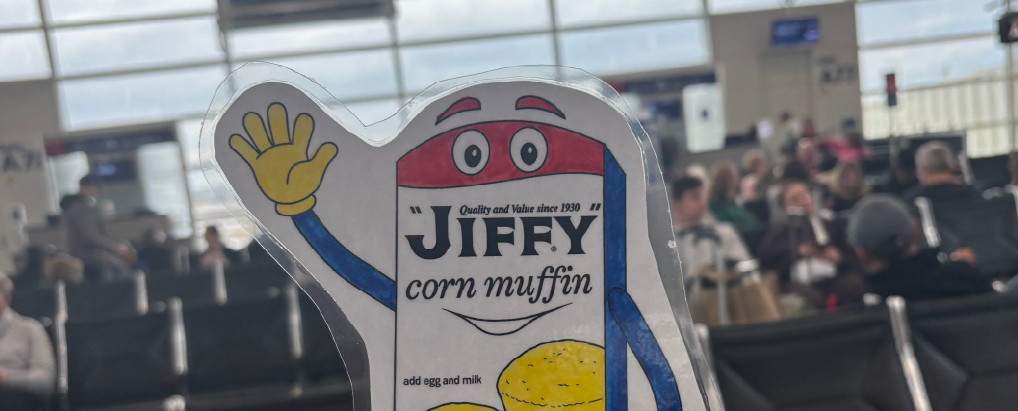 Quality and Value since 1930
"JIFFY"
corn muffin
add egg and milk